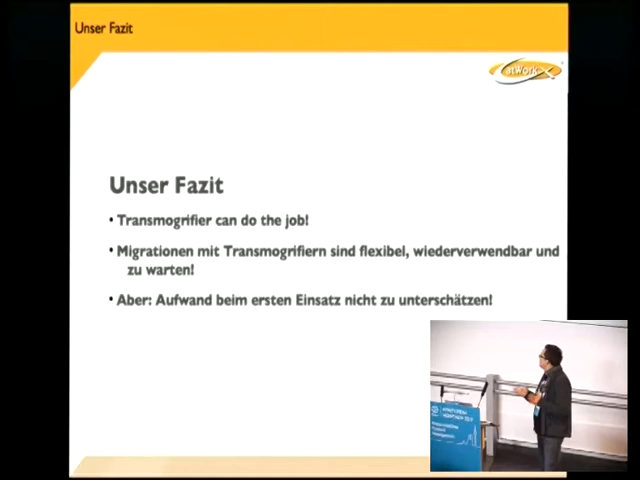 Unser Fazit
atWork
Unser Fazit
• Transmogrifier can do the job!
• Migrationen mit Transmogrifiern sind flexibel, wiederverwendbar und
zu warten!
• Aber: Aufwand beim ersten Einsatz nicht zu unterschätzen!